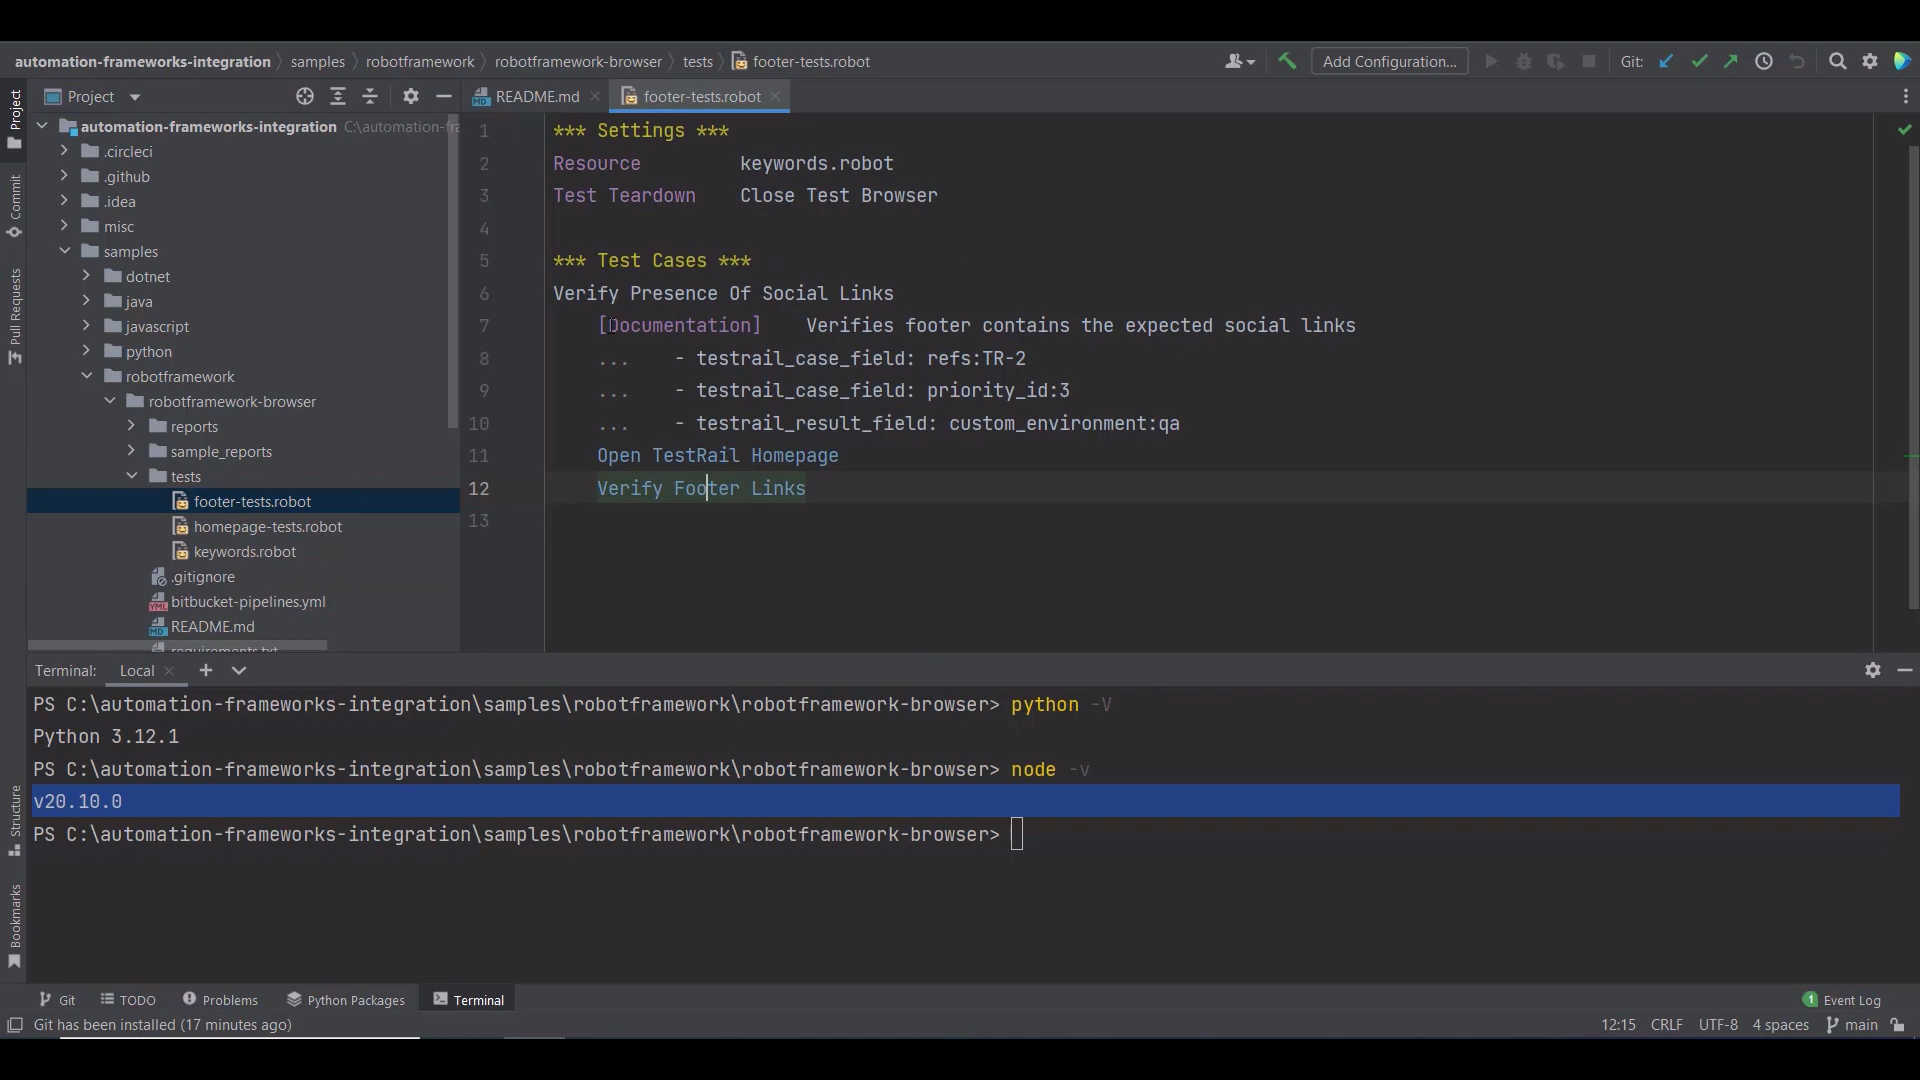 automation-frameworks-integration samples robotframework robotframework-browser tests footer-tests.robot
Add Configuration...
Git:
Project
README.md
footer-tests.robot
automation-frameworks-integration C:\automation-fra
.circleci
.github
.idea
misc
samples
dotnet
java
javascript
python
robotframework
robotframework-browser
reports
sample_reports
tests
footer-tests.robot
homepage-tests.robot
keywords.robot
.gitignore
bitbucket-pipelines.yml
README.md
requirements.txt
Project
Commit
Pull Requests
Structure
Bookmarks
1 *** Settings ***
2 Resource keywords.robot
3 Test Teardown Close Test Browser
4
5 *** Test Cases ***
6 Verify Presence Of Social Links
7 [Documentation] Verifies footer contains the expected social links
8 ... - testrail_case_field: refs:TR-2
9 ... - testrail_case_field: priority_id:3
10 ... - testrail_result_field: custom_environment:qa
11 Open TestRail Homepage
12 Verify Footer Links
13
Terminal: Local
PS C:\automation-frameworks-integration\samples\robotframework\robotframework-browser> python -V
Python 3.12.1
PS C:\automation-frameworks-integration\samples\robotframework\robotframework-browser> node -v
v20.10.0
PS C:\automation-frameworks-integration\samples\robotframework\robotframework-browser>
Git TODO Problems Python Packages Terminal 1 Event Log
Git has been installed (17 minutes ago) 12:15 CRLF UTF-8 4 spaces main